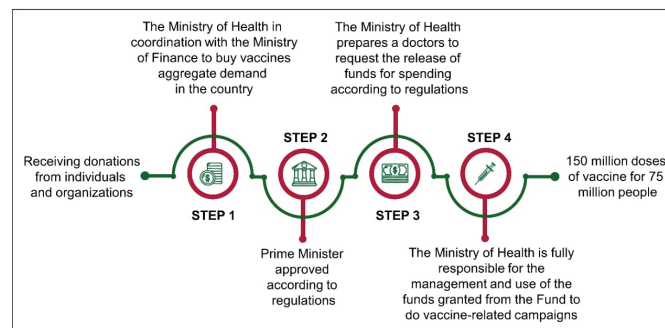 Receiving donations
from individuals
and organizations
The Ministry of Health in
coordination with the Ministry
of Finance to buy vaccines
aggregate demand
in the country
STEP 1
STEP 2
Prime Minister
approved
according to
regulations
The Ministry of Health
prepares a doctors to
request the release of
funds for spending
according to regulations
STEP 3
STEP 4
The Ministry of Health is fully
responsible for the
management and use of the
funds granted from the Fund to
do vaccine-related campaigns
150 million doses
of vaccine for 75
million people